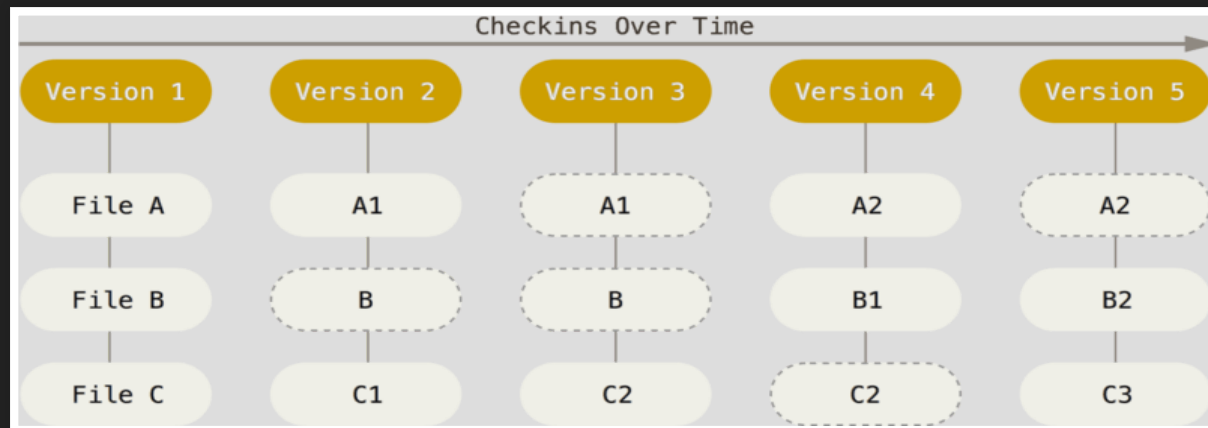 Checkins Over Time
Version 1 Version 2 Version 3 Version 4 Version 5
File A A1 A1 A2 A2
File B B B B1 B2
File C C1 C2 C2 C3